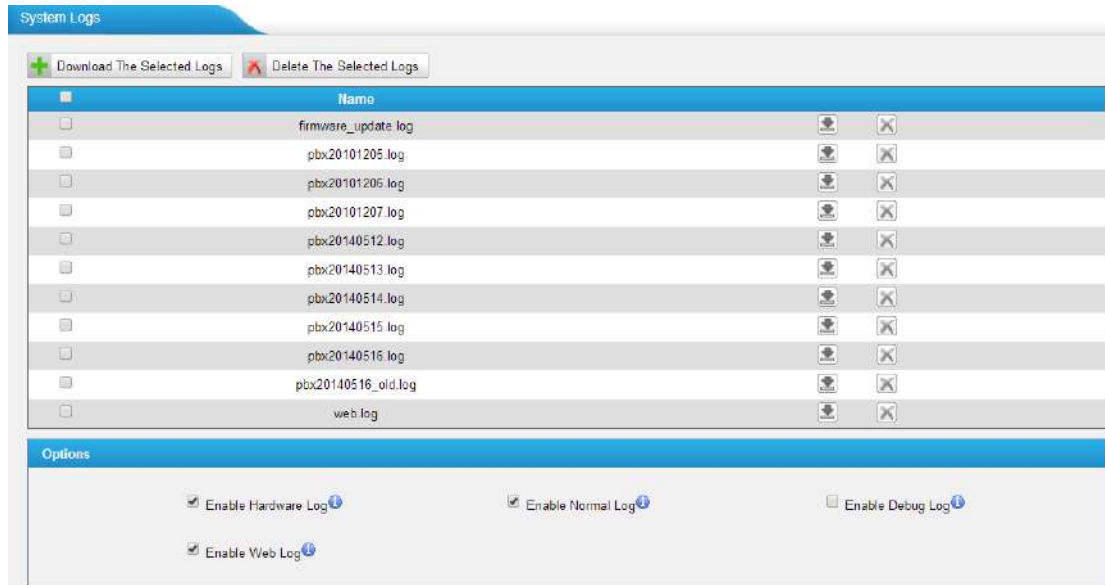 System Logs
Download The Selected Logs Delete The Selected Logs
Name
firmware_update.log
pbx20101205.log
pbx20101206.log
pbx20101207.log
pbx20140512.log
pbx20140513.log
pbx20140514.log
pbx20140515.log
pbx20140516.log
pbx20140516_old.log
web.log
Options
Enable Hardware Log Enable Normal Log Enable Debug Log
Enable Web Log